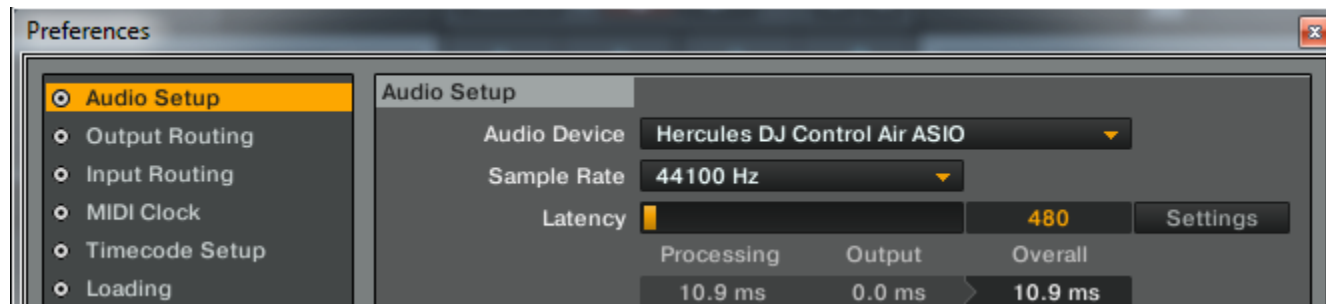 Preferences
Audio Setup
Output Routing
Input Routing
MIDI Clock
Timecode Setup
Loading
Audio Setup
Audio Device Hercules DJ Control Air ASIO
Sample Rate 44100 Hz
Latency 480 Settings
Processing Output Overall
10.9 ms 0.0 ms 10.9 ms